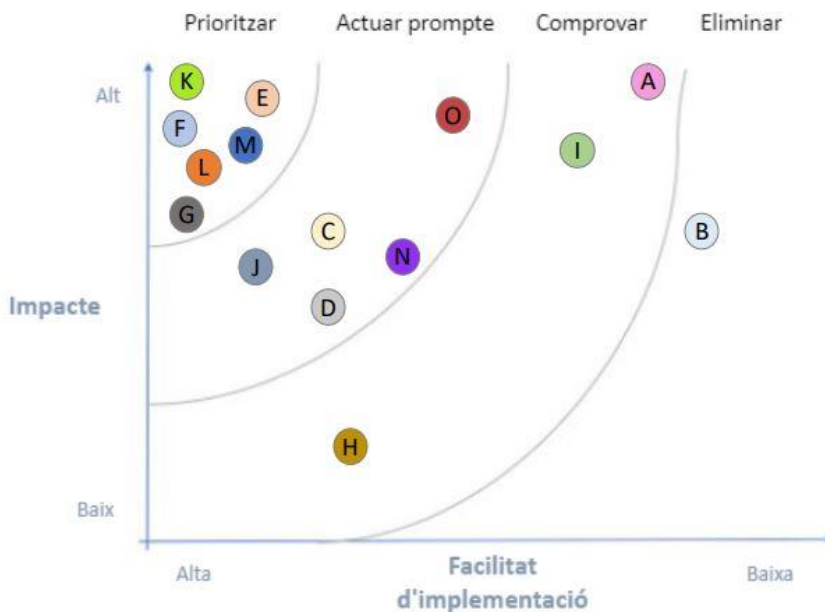 Prioritzar Actuar prompte Comprovar Eliminar
Alt
K
E
A
F
O
M
I
L
G
C
B
J
N
D
Impacte
H
Baix
Alta
Facilitat
d'implementació
Baixa